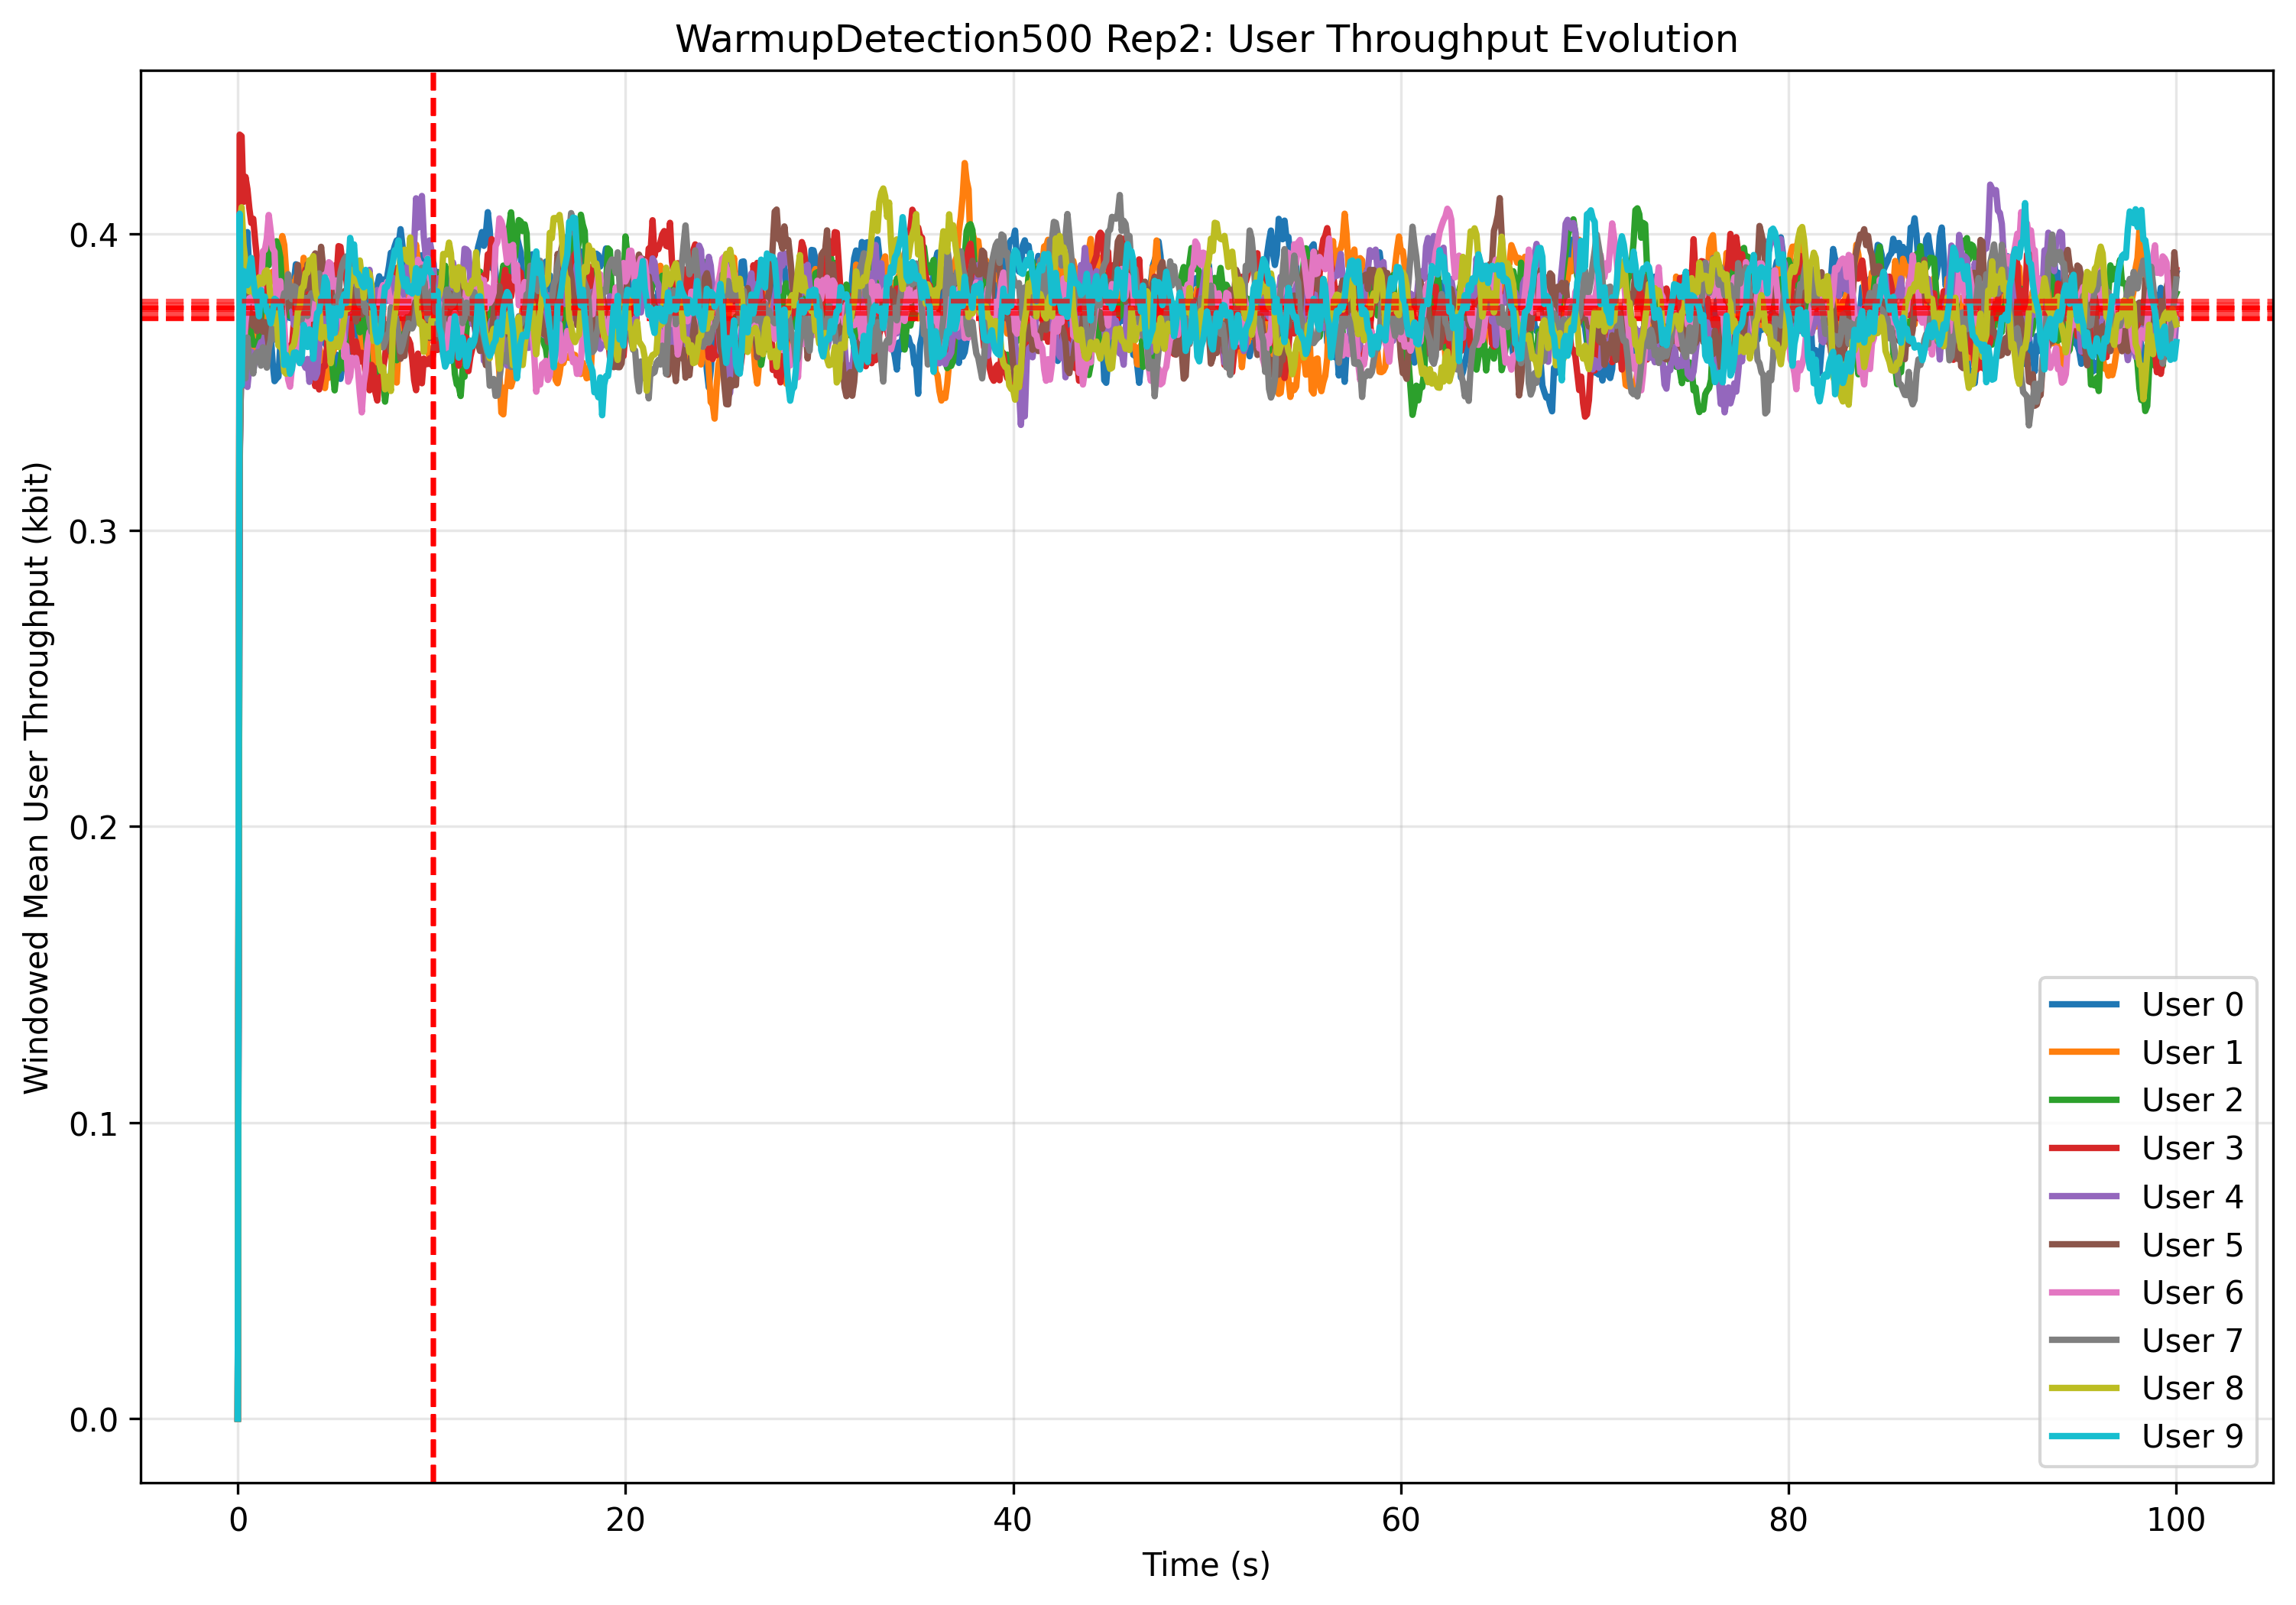 WarmupDetection500 Rep2: User Throughput Evolution
Windowed Mean User Throughput (kbit)
0.4
0.3
0.2
0.1
0.0
0 20 40 60 80 100
Time (s)
User 0
User 1
User 2
User 3
User 4
User 5
User 6
User 7
User 8
User 9